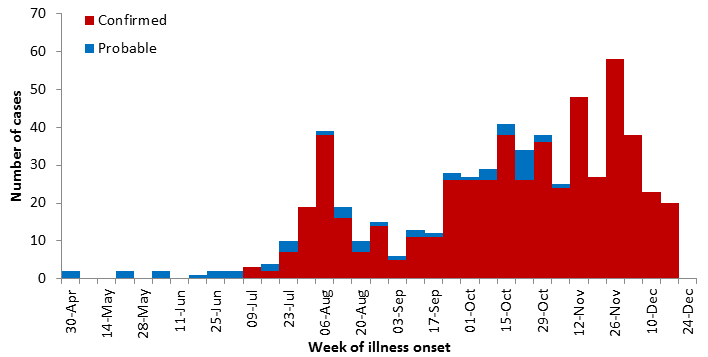 Number of cases
70
60
50
40
30
20
10
0
Confirmed
Probable
30-Apr
14-May
28-May
11-Jun
25-Jun
09-Jul
23-Jul
06-Aug
20-Aug
03-Sep
17-Sep
01-Oct
15-Oct
29-Oct
12-Nov
26-Nov
10-Dec
24-Dec
Week of illness onset